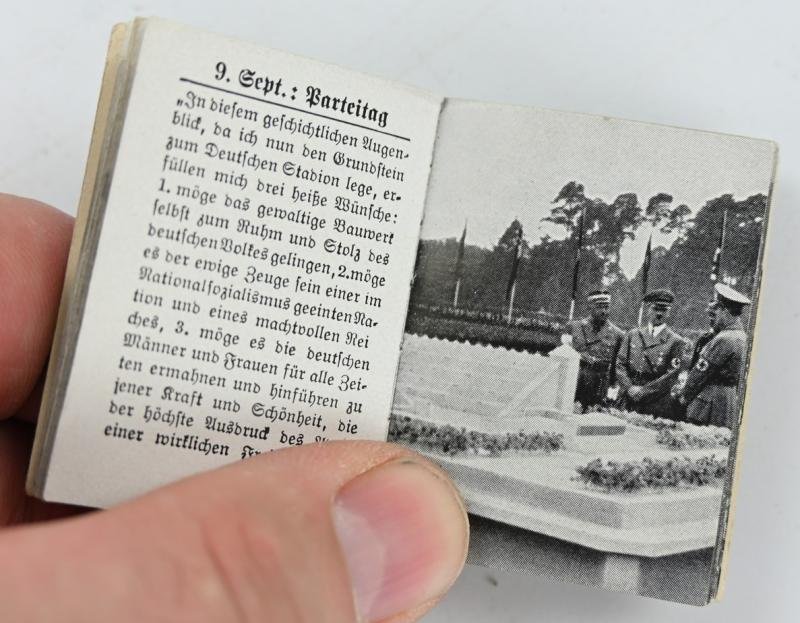 9. Sept.: Parteitag
„In diesem geschichtlichen Augen-
blick, da ich nun den Grundstein
zum Deutschen Stadion lege, er-
füllen mich drei heiße Wünsche:
1. möge das gewaltige Bauwerk
selbst zum Ruhm und Stolz des
deutschen Volkes gelingen, 2. möge
es der ewige Zeuge sein einer im
Nationalsozialismus geeinten Na-
tion und eines machtvollen Rei
ches, 3. möge es die deutschen
Männer und Frauen für alle Zei-
ten ermahnen und hinführen zu
jener Kraft und Schönheit, die
der höchste Ausdruck des
einer wirklichen